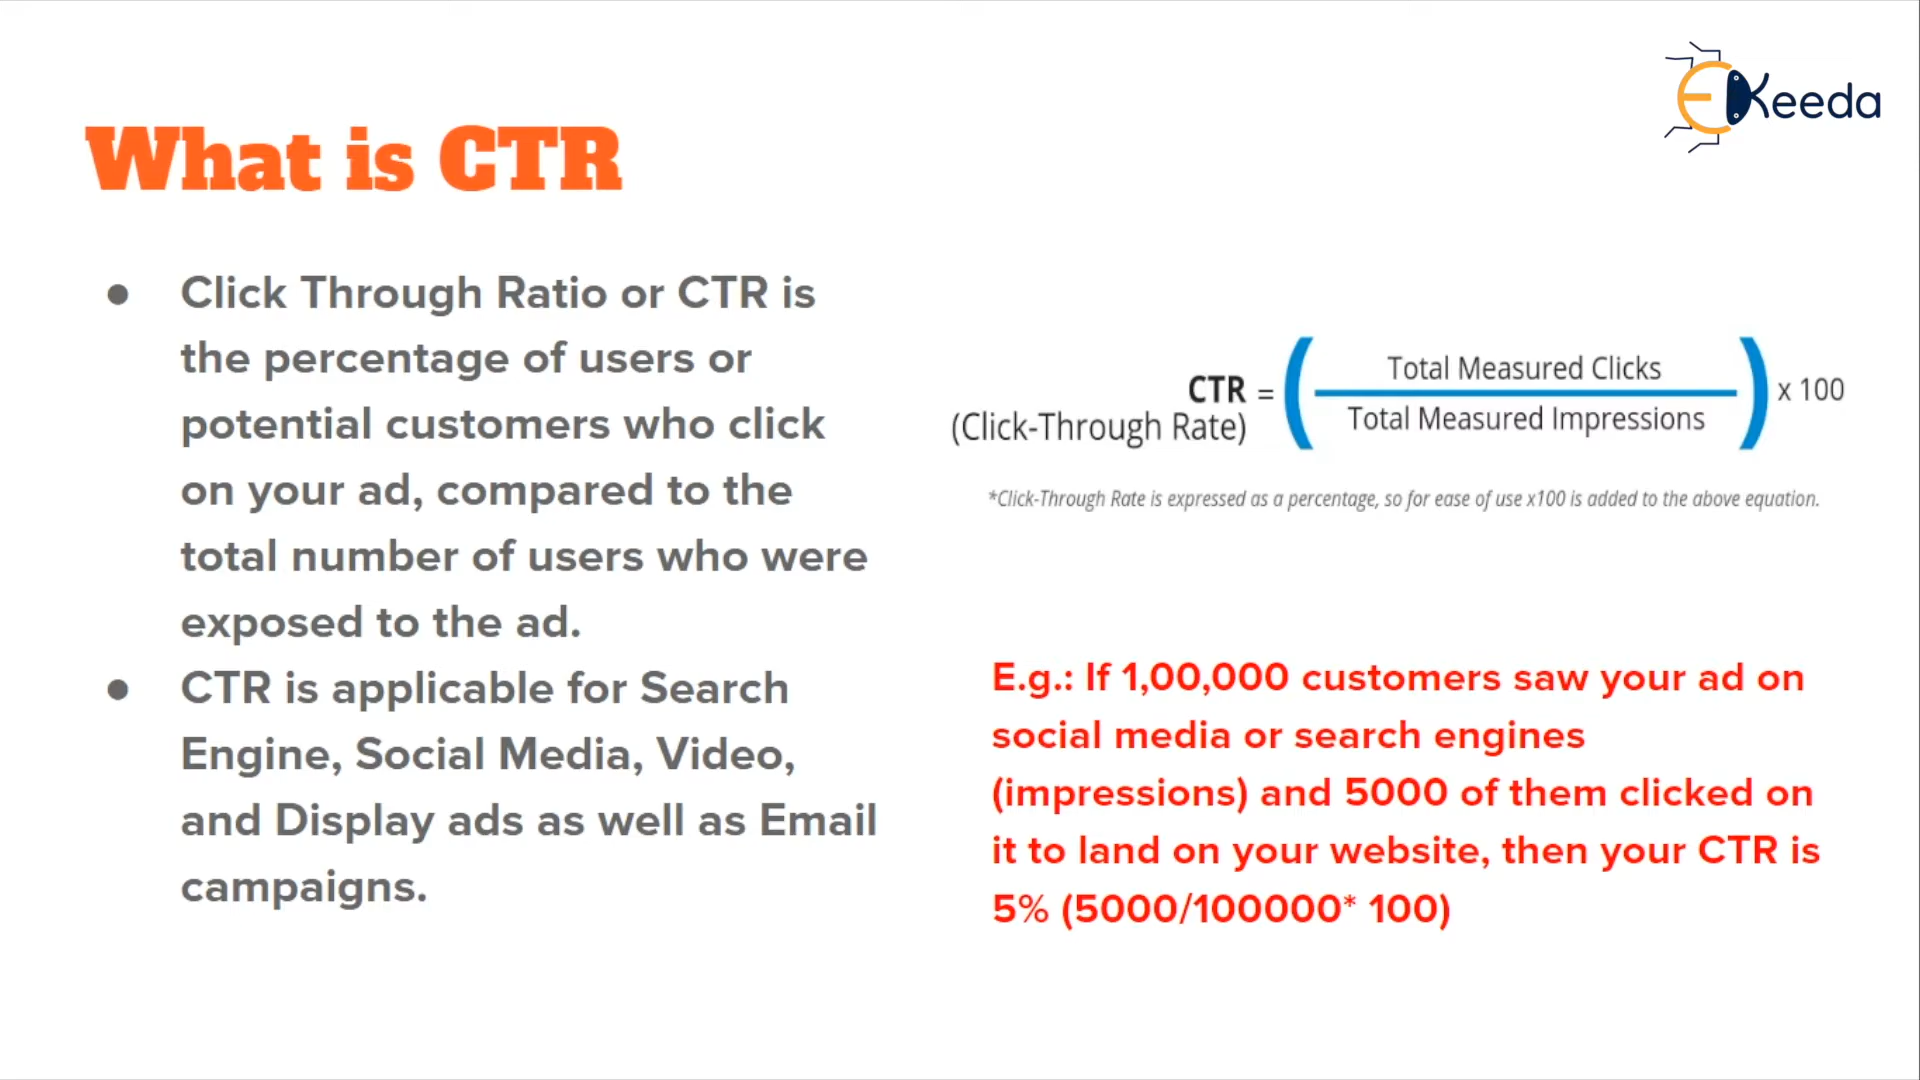 EKeeda
What is CTR
● Click Through Ratio or CTR is
the percentage of users or
potential customers who click
on your ad, compared to the
total number of users who were
exposed to the ad.
● CTR is applicable for Search
Engine, Social Media, Video,
and Display ads as well as Email
campaigns.
CTR = ( Total Measured Clicks / Total Measured Impressions ) x 100
(Click-Through Rate)
*Click-Through Rate is expressed as a percentage, so for ease of use x100 is added to the above equation.
E.g.: If 1,00,000 customers saw your ad on
social media or search engines
(impressions) and 5000 of them clicked on
it to land on your website, then your CTR is
5% (5000/100000* 100)